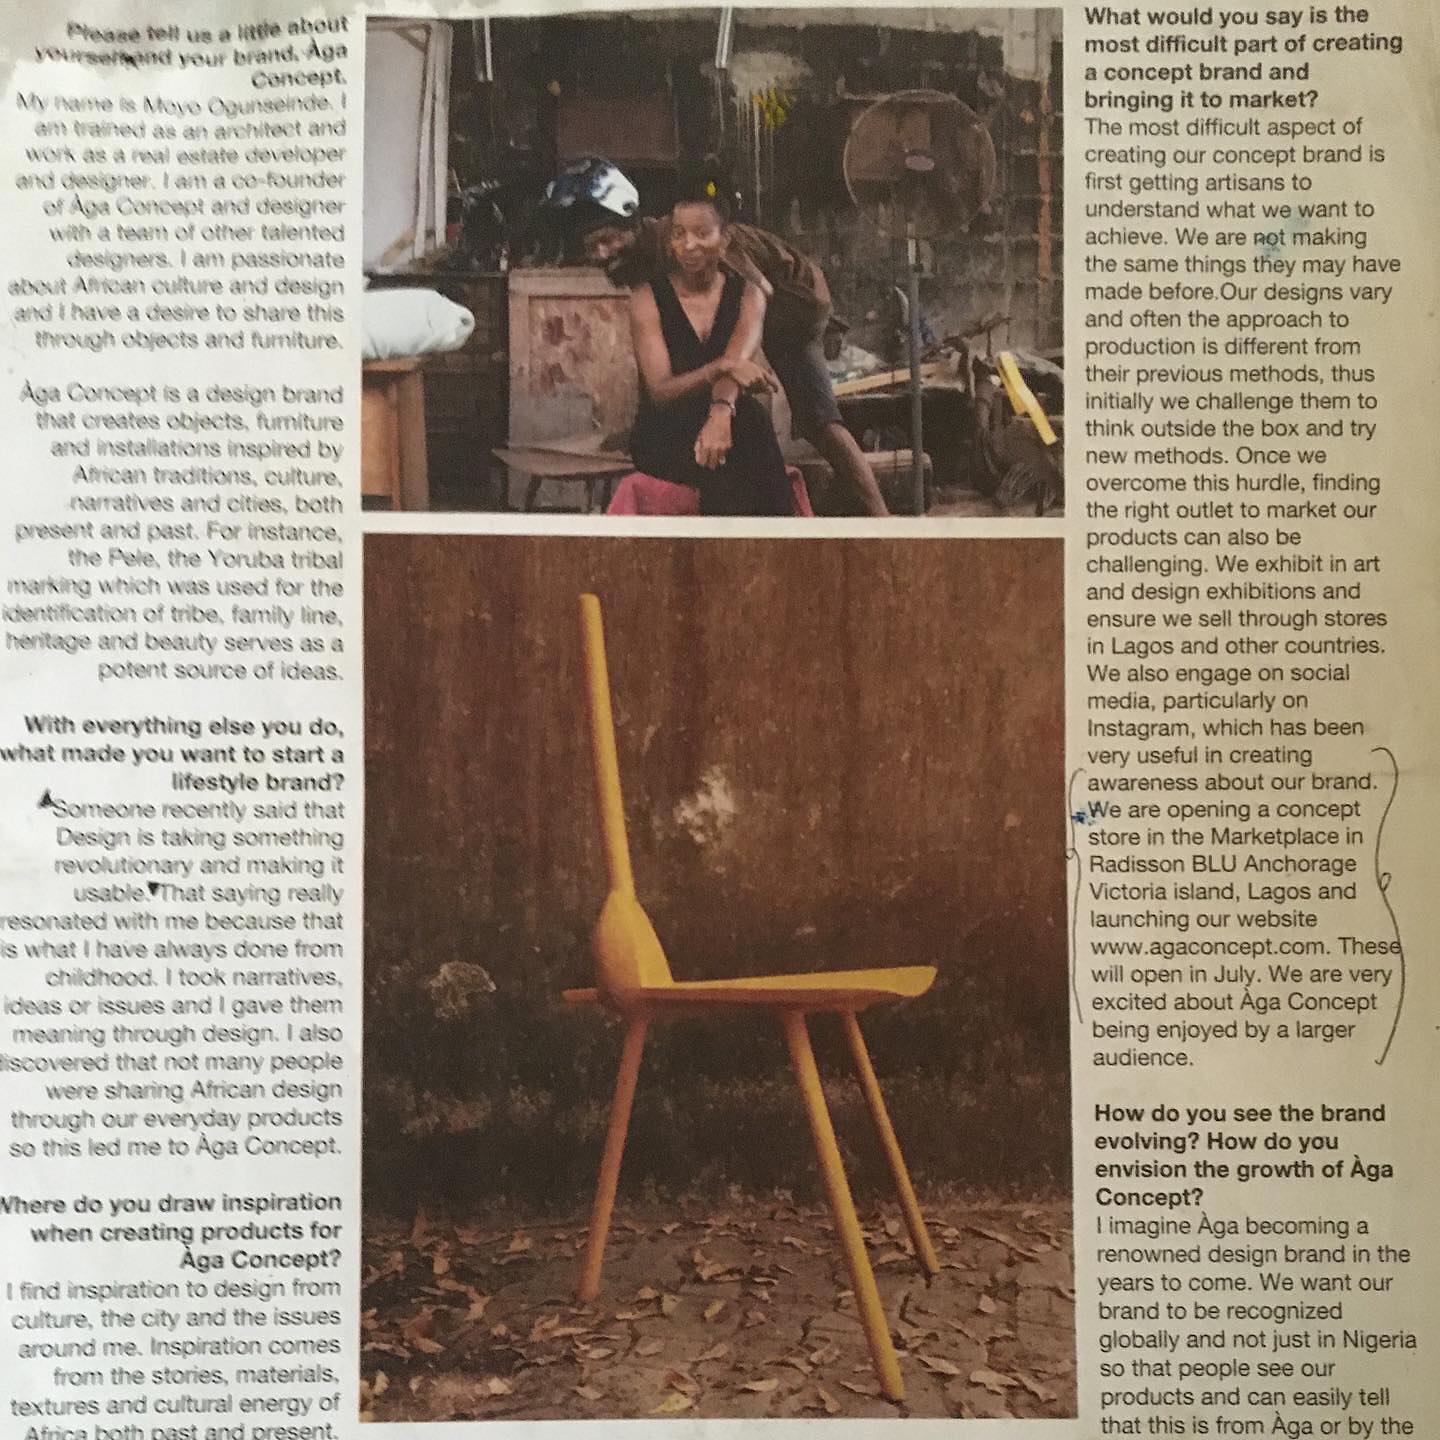 Please tell us a little about
yourself and your brand, Àga
Concept.
My name is Moyo Ogunseinde. I
am trained as an architect and
work as a real estate developer
and designer. I am a co-founder
of Àga Concept and designer
with a team of other talented
designers. I am passionate
about African culture and design
and I have a desire to share this
through objects and furniture.
Àga Concept is a design brand
that creates objects, furniture
and installations inspired by
African traditions, culture,
narratives and cities, both
present and past. For instance,
the Pele, the Yoruba tribal
marking which was used for the
identification of tribe, family line,
heritage and beauty serves as a
potent source of ideas.
With everything else you do,
what made you want to start a
lifestyle brand?
Someone recently said that
Design is taking something
revolutionary and making it
usable. That saying really
resonated with me because that
is what I have always done from
childhood. I took narratives,
ideas or issues and I gave them
meaning through design. I also
discovered that not many people
were sharing African design
through our everyday products
so this led me to Àga Concept.
Where do you draw inspiration
when creating products for
Àga Concept?
I find inspiration to design from
culture, the city and the issues
around me. Inspiration comes
from the stories, materials,
textures and cultural energy of
Africa both past and present.
What would you say is the
most difficult part of creating
a concept brand and
bringing it to market?
The most difficult aspect of
creating our concept brand is
first getting artisans to
understand what we want to
achieve. We are not making
the same things they may have
made before.Our designs vary
and often the approach to
production is different from
their previous methods, thus
initially we challenge them to
think outside the box and try
new methods. Once we
overcome this hurdle, finding
the right outlet to market our
products can also be
challenging. We exhibit in art
and design exhibitions and
ensure we sell through stores
in Lagos and other countries.
We also engage on social
media, particularly on
Instagram, which has been
very useful in creating
awareness about our brand.
We are opening a concept
store in the Marketplace in
Radisson BLU Anchorage
Victoria island, Lagos and
launching our website
www.agaconcept.com. These
will open in July. We are very
excited about Àga Concept
being enjoyed by a larger
audience.
How do you see the brand
evolving? How do you
envision the growth of Àga
Concept?
I imagine Àga becoming a
renowned design brand in the
years to come. We want our
brand to be recognized
globally and not just in Nigeria
so that people see our
products and can easily tell
that this is from Àga or by the